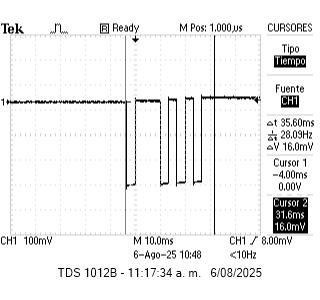 Tek
R Ready
M Pos: 1.000µs
CURSORES
Tipo
Tiempo
Fuente
CH1
Δt 35.60ms
1/Δt 28.09Hz
ΔV 16.0mV
Cursor 1
−4.00ms
0.00V
Cursor 2
31.6ms
16.0mV
1
CH1 100mV
M 10.0ms
CH1 / 8.00mV
6-Ago-25 10:48
<10Hz
TDS 1012B - 11:17:34 a. m. 6/08/2025